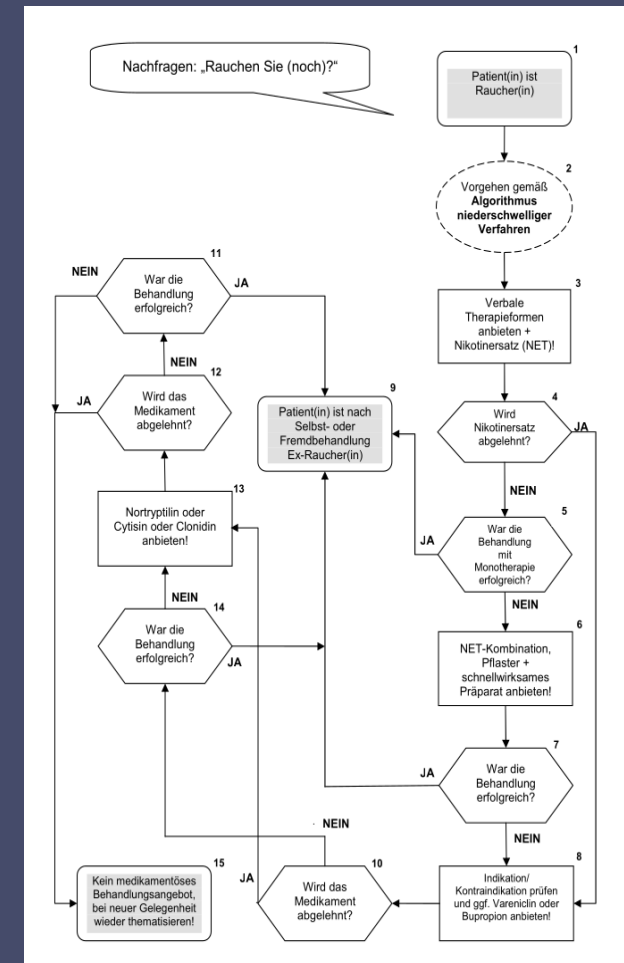 Nachfragen: „Rauchen Sie (noch)?“
1
Patient(in) ist
Raucher(in)
2
Vorgehen gemäß
Algorithmus
niederschwelliger
Verfahren
3
Verbale
Therapieformen
anbieten +
Nikotinersatz (NET)!
4
Wird
Nikotinersatz
abgelehnt?
JA
NEIN
5
War die
Behandlung
mit
Monotherapie
erfolgreich?
JA
NEIN
6
NET-Kombination,
Pflaster +
schnellwirksames
Präparat anbieten!
7
War die
Behandlung
erfolgreich?
JA
NEIN
8
Indikation/
Kontraindikation prüfen
und ggf. Vareniclin oder
Bupropion anbieten!
9
Patient(in) ist nach
Selbst- oder
Fremdbehandlung
Ex-Raucher(in)
10
Wird das
Medikament
abgelehnt?
JA
NEIN
11
War die
Behandlung
erfolgreich?
NEIN
JA
12
Wird das
Medikament
abgelehnt?
JA
NEIN
13
Nortryptilin oder
Cytisin oder Clonidin
anbieten!
14
War die
Behandlung
erfolgreich?
NEIN
JA
15
Kein medikamentöses
Behandlungsangebot,
bei neuer Gelegenheit
wieder thematisieren!